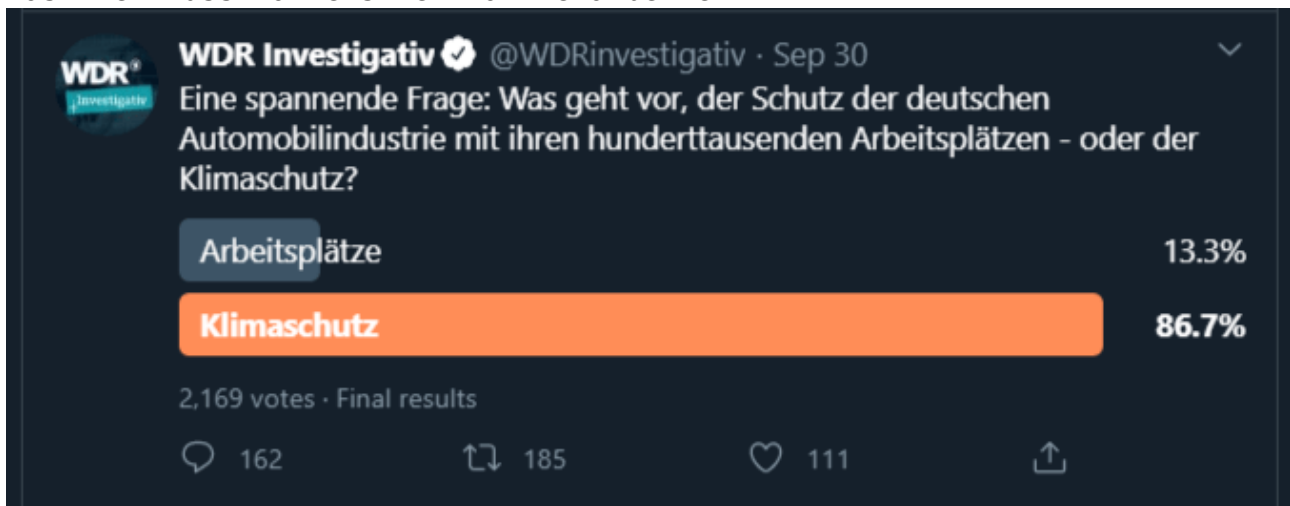 WDR Investigativ @WDRinvestigativ · Sep 30
WDR®
Investigativ
Eine spannende Frage: Was geht vor, der Schutz der deutschen
Automobilindustrie mit ihren hunderttausenden Arbeitsplätzen - oder der
Klimaschutz?
Arbeitsplätze 13.3%
Klimaschutz 86.7%
2,169 votes · Final results
162 185 111